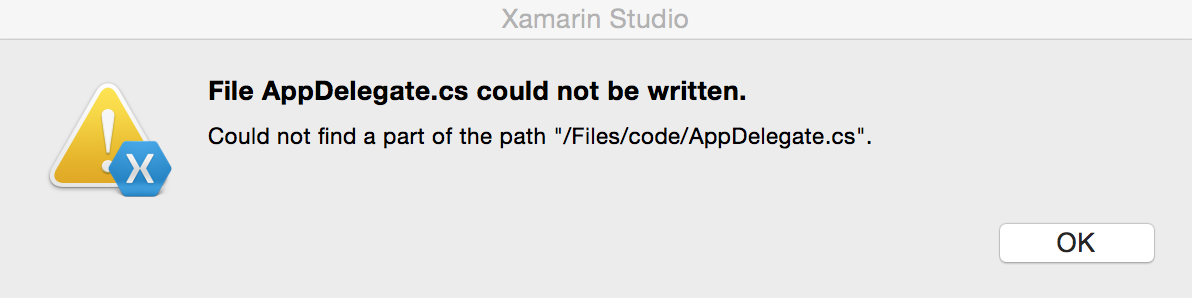 Xamarin Studio
File AppDelegate.cs could not be written.
Could not find a part of the path "/Files/code/AppDelegate.cs".
OK